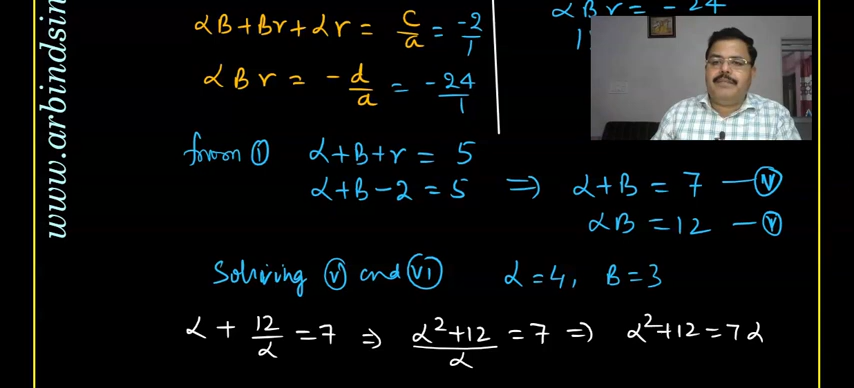 αB+Br+αr = c/a = -2/1
αBr = -d/a = -24/1
αBr = -24
from ① α+B+r = 5
α+B-2 = 5 ⇒ α+B = 7 — Ⓥ
αB = 12 — Ⓥ
Solving Ⓥ and ⓥⓘ α=4, B=3
α + 12/α = 7 ⇒ (α²+12)/α = 7 ⇒ α²+12 = 7α
www.arbindsin